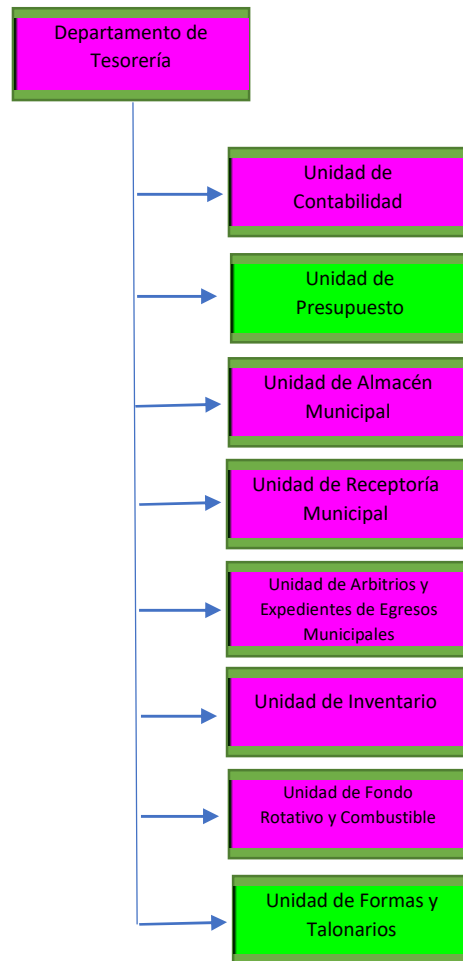 Departamento de
Tesorería
Unidad de
Contabilidad
Unidad de
Presupuesto
Unidad de Almacén
Municipal
Unidad de Receptoría
Municipal
Unidad de Arbitrios y
Expedientes de Egresos
Municipales
Unidad de Inventario
Unidad de Fondo
Rotativo y Combustible
Unidad de Formas y
Talonarios